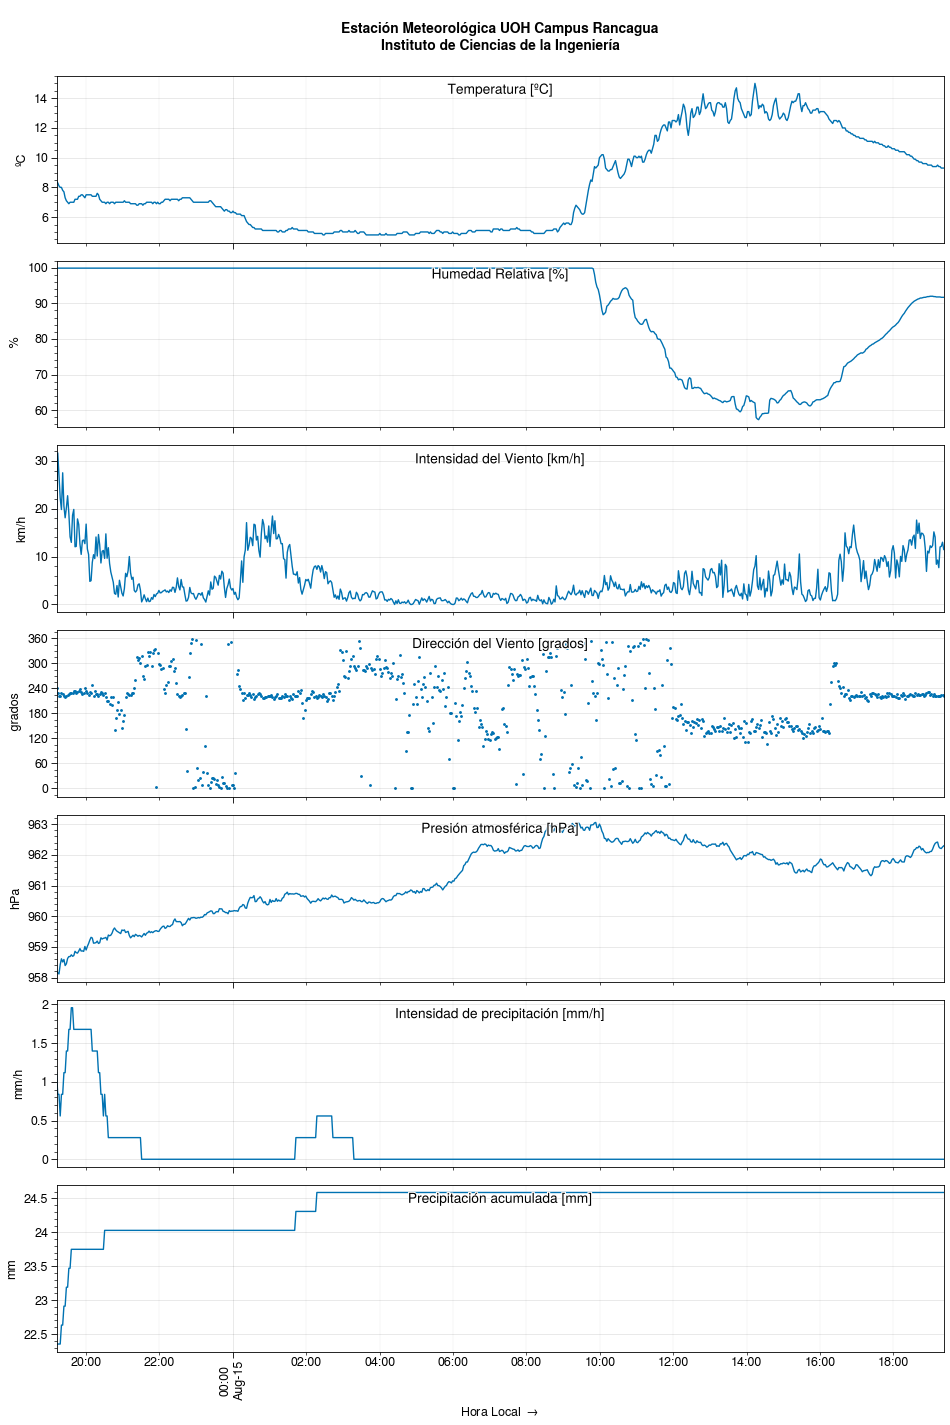 Estación Meteorológica UOH Campus Rancagua
Instituto de Ciencias de la Ingeniería
Temperatura [ºC]
ºC
14
12
10
8
6
Humedad Relativa [%]
%
100
90
80
70
60
Intensidad del Viento [km/h]
km/h
30
20
10
0
Dirección del Viento [grados]
grados
360
300
240
180
120
60
0
Presión atmosférica [hPa]
hPa
963
962
961
960
959
958
Intensidad de precipitación [mm/h]
mm/h
2
1.5
1
0.5
0
Precipitación acumulada [mm]
mm
24.5
24
23.5
23
22.5
20:00 22:00 00:00 02:00 04:00 06:00 08:00 10:00 12:00 14:00 16:00 18:00
Aug-15
Hora Local →